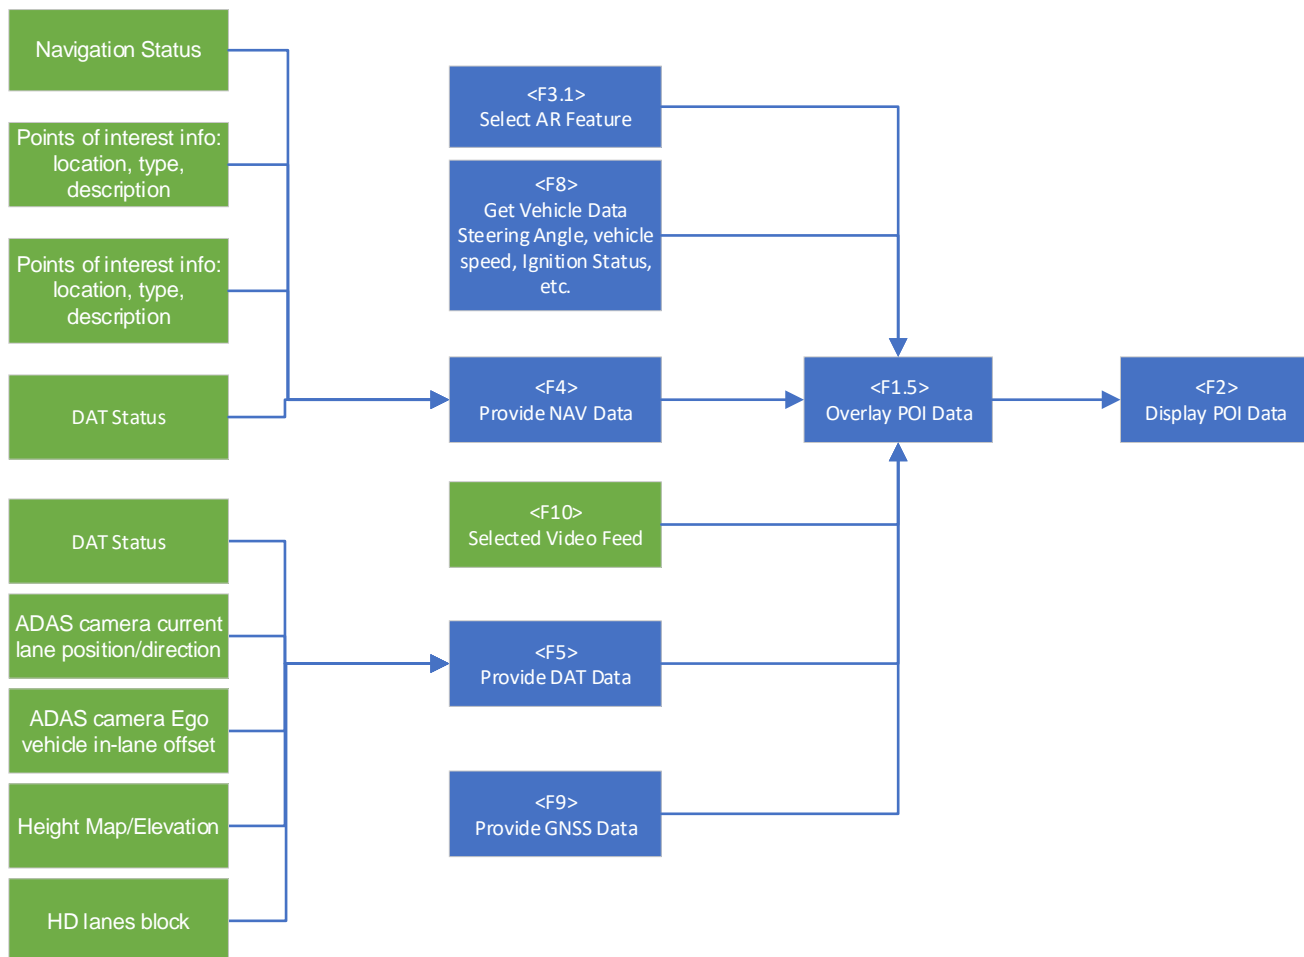 Navigation Status
Points of interest info:
location, type,
description
Points of interest info:
location, type,
description
DAT Status
DAT Status
ADAS camera current
lane position/direction
ADAS camera Ego
vehicle in-lane offset
Height Map/Elevation
HD lanes block
<F3.1>
Select AR Feature
<F8>
Get Vehicle Data
Steering Angle, vehicle
speed, Ignition Status,
etc.
<F4>
Provide NAV Data
<F10>
Selected Video Feed
<F5>
Provide DAT Data
<F9>
Provide GNSS Data
<F1.5>
Overlay POI Data
<F2>
Display POI Data